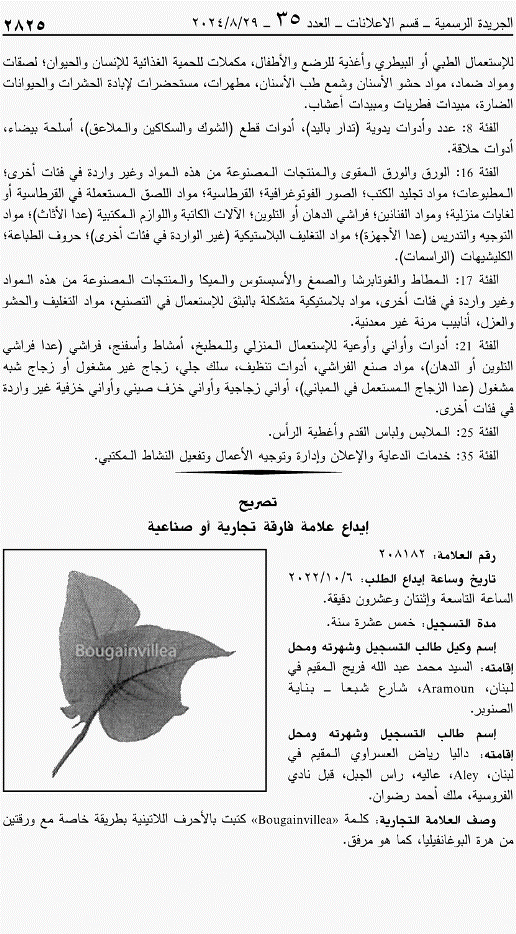 الجريدة الرسمية ـ قسم الاعلانات ـ العدد ٣٥ ـ ٢٠٢٤/٨/٢٩ ٢٨٢٥
للإستعمال الطبي أو البيطري وأغذية للرضع والأطفال، مكملات للحمية الغذائية للإنسان والحيوان؛ لصقات
ومواد ضماد، مواد حشو الأسنان وشمع طب الأسنان، مطهرات، مستحضرات لإبادة الحشرات والحيوانات
الضارة، مبيدات فطريات ومبيدات أعشاب.
الفئة 8: عدد وأدوات يدوية (تدار باليد)، أدوات قطع (الشوك والسكاكين والملاعق)، أسلحة بيضاء،
أدوات حلاقة.
الفئة 16: الورق والورق المقوى والمنتجات المصنوعة من هذه المواد وغير واردة في فئات أخرى؛
المطبوعات؛ مواد تجليد الكتب؛ الصور الفوتوغرافية؛ القرطاسية؛ مواد اللصق المستعملة في القرطاسية أو
لغايات منزلية؛ ومواد الفنانين؛ فراشي الدهان أو التلوين؛ الآلات الكاتبة واللوازم المكتبية (عدا الأثاث)؛ مواد
التوجيه والتدريس (عدا الأجهزة)؛ مواد التغليف البلاستيكية (غير الواردة في فئات أخرى)؛ حروف الطباعة؛
الكليشيهات (الراسمات).
الفئة 17: المطاط والغوتابرشا والصمغ والأسبستوس والميكا والمنتجات المصنوعة من هذه المواد
وغير واردة في فئات أخرى، مواد بلاستيكية متشكلة بالبثق للإستعمال في التصنيع، مواد التغليف والحشو
والعزل، أنابيب مرنة غير معدنية.
الفئة 21: أدوات وأواني وأوعية للإستعمال المنزلي وللمطبخ، أمشاط وأسفنج، فراشي (عدا فراشي
التلوين أو الدهان)، مواد صنع الفراشي، أدوات تنظيف، سلك جلي، زجاج غير مشغول أو زجاج شبه
مشغول (عدا الزجاج المستعمل في المباني)، أواني زجاجية وأواني خزف صيني وأواني خزفية غير واردة
في فئات أخرى.
الفئة 25: الملابس ولباس القدم وأغطية الرأس.
الفئة 35: خدمات الدعاية والإعلان وإدارة وتوجيه الأعمال وتفعيل النشاط المكتبي.
تصريح
إيداع علامة فارقة تجارية أو صناعية
رقم العلامة: ٢٠٨١٨٢
تاريخ وساعة إيداع الطلب: ٢٠٢٢/١٠/٦
الساعة التاسعة وإثنتان وعشرون دقيقة.
مدة التسجيل: خمس عشرة سنة.
إسم وكيل طالب التسجيل وشهرته ومحل
إقامته: السيد محمد عبد الله فريج المقيم في
لبنان، Aramoun، شارع شبعا ـ بناية
الصنوبر.
إسم طالب التسجيل وشهرته ومحل
إقامته: داليا رياض العسراوي المقيم في
لبنان، Aley، عاليه، راس الجبل، قبل نادي
الفروسية، ملك أحمد رضوان.
Bougainvillea
وصف العلامة التجارية: كلمة «Bougainvillea» كتبت بالأحرف اللاتينية بطريقة خاصة مع ورقتين
من هرة البوغانفيليا، كما هو مرفق.